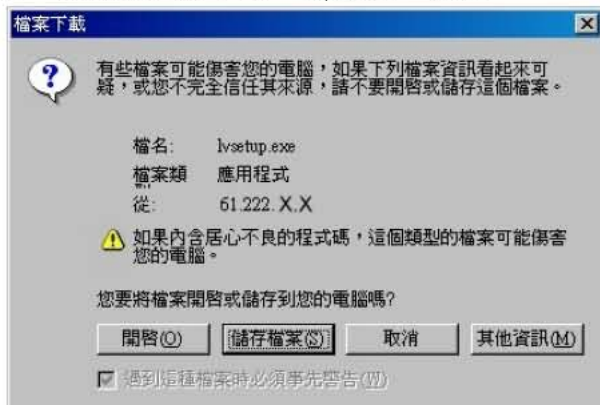 檔案下載
有些檔案可能傷害您的電腦，如果下列檔案資訊看起來可
疑，或您不完全信任其來源，請不要開啓或儲存這個檔案。
檔名: lvsetup.exe
檔案類 應用程式
從: 61.222.X.X
如果內含居心不良的程式碼，這個類型的檔案可能傷害
您的電腦。
您要將檔案開啓或儲存到您的電腦嗎?
開啓(O) 儲存檔案(S) 取消 其他資訊(M)
遇到這種檔案時必須事先警告(W)